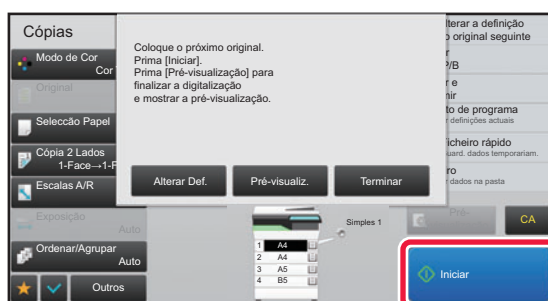 Cópias
Modo de Cor
Cor
Original
Selecção Papel
Cópia 2 Lados
1-Face→1-F
Escalas A/R
Exposição
Auto
Ordenar/Agrupar
Auto
Outros
Coloque o próximo original.
Prima [Iniciar].
Prima [Pré-visualização] para
finalizar a digitalização
e mostrar a pré-visualização.
Alterar Def.
Pré-visualiz.
Terminar
Simples 1
1 A4
2 A4
3 A5
4 B5
lterar a definição
o original seguinte
r
P/B
r e
nir
to de programa
r definições actuais
icheiro rápido
uard. dados temporariam.
ro
r dados na pasta
Pré-
CA
Iniciar